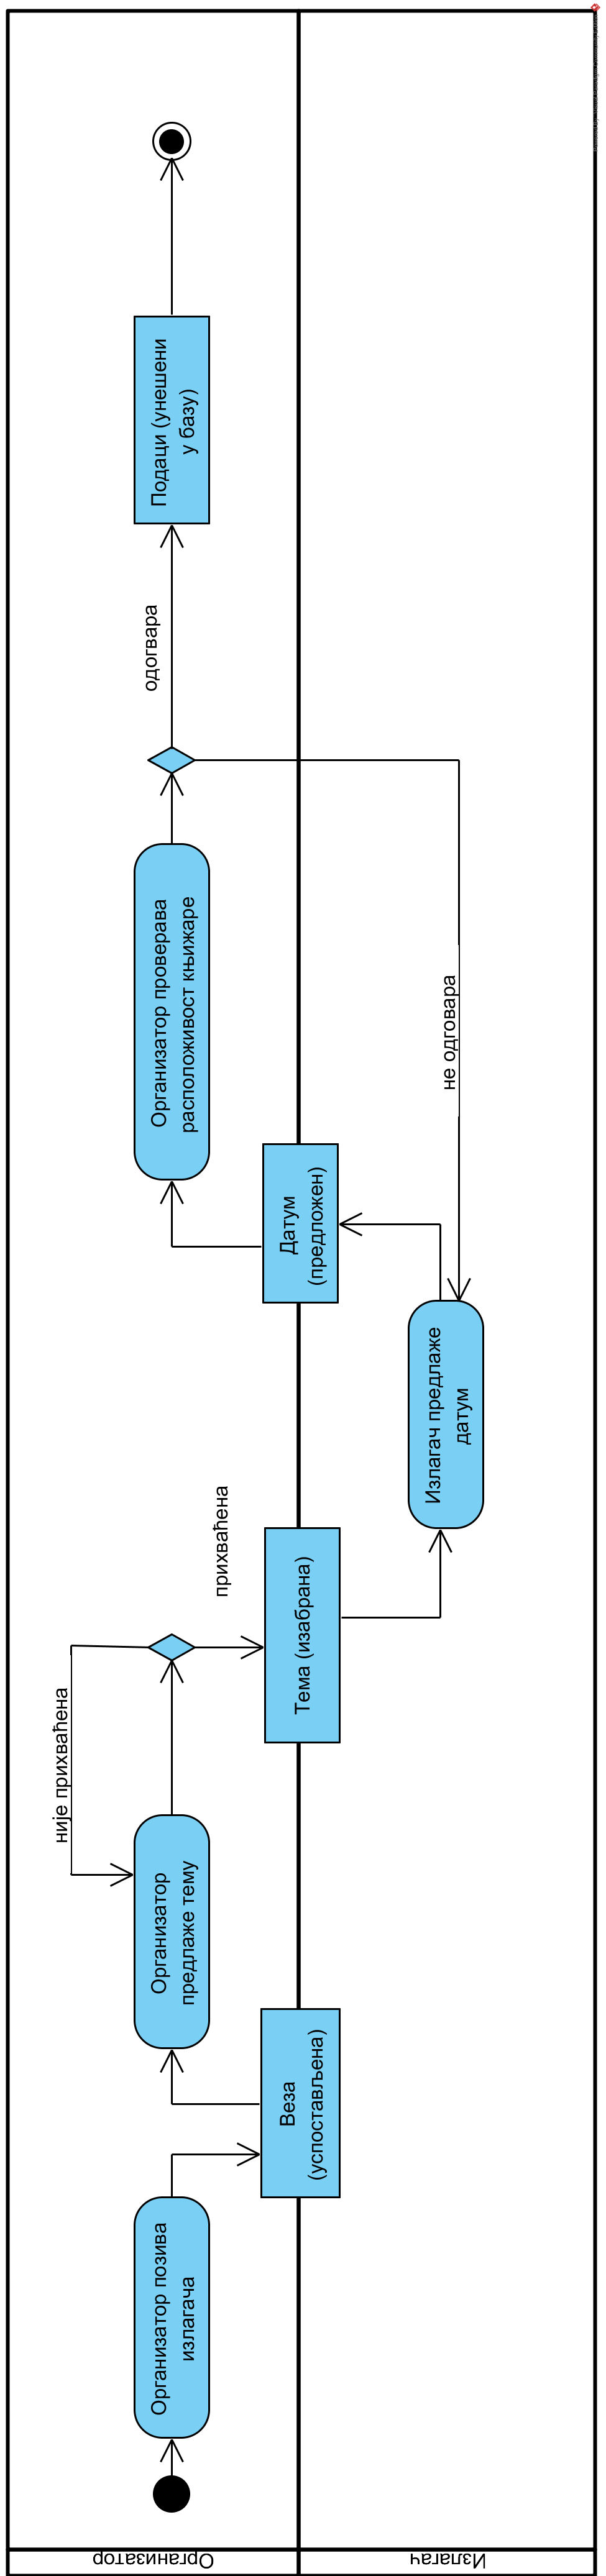 Организатор
Излагач
Организатор позива
излагача
Веза
(успостављена)
Организатор
предлаже тему
није прихваћена
прихваћена
Тема (изабрана)
Излагач предлаже
датум
Датум
(предложен)
Организатор проверава
расположивост књижаре
не одговара
одогвара
Подаци (унешени
у базу)